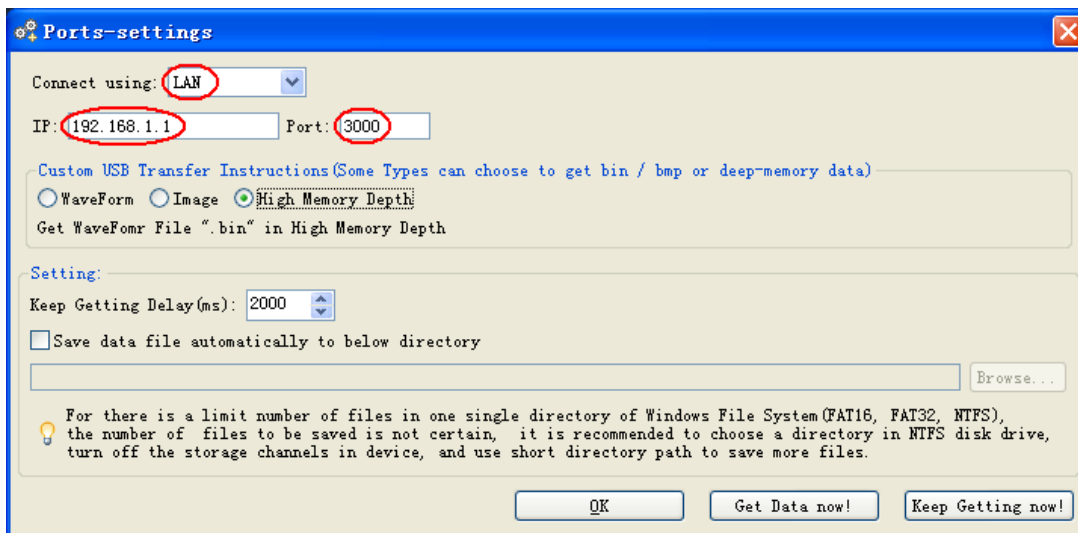 Ports-settings
Connect using: LAN
IP: 192.168.1.1 Port: 3000
Custom USB Transfer Instructions(Some Types can choose to get bin / bmp or deep-memory data)
WaveForm Image High Memory Depth
Get WaveFomr File ".bin" in High Memory Depth
Setting:
Keep Getting Delay(ms): 2000
Save data file automatically to below directory
Browse...
For there is a limit number of files in one single directory of Windows File System(FAT16, FAT32, NTFS),
the number of files to be saved is not certain, it is recommended to choose a directory in NTFS disk drive,
turn off the storage channels in device, and use short directory path to save more files.
OK Get Data now! Keep Getting now!